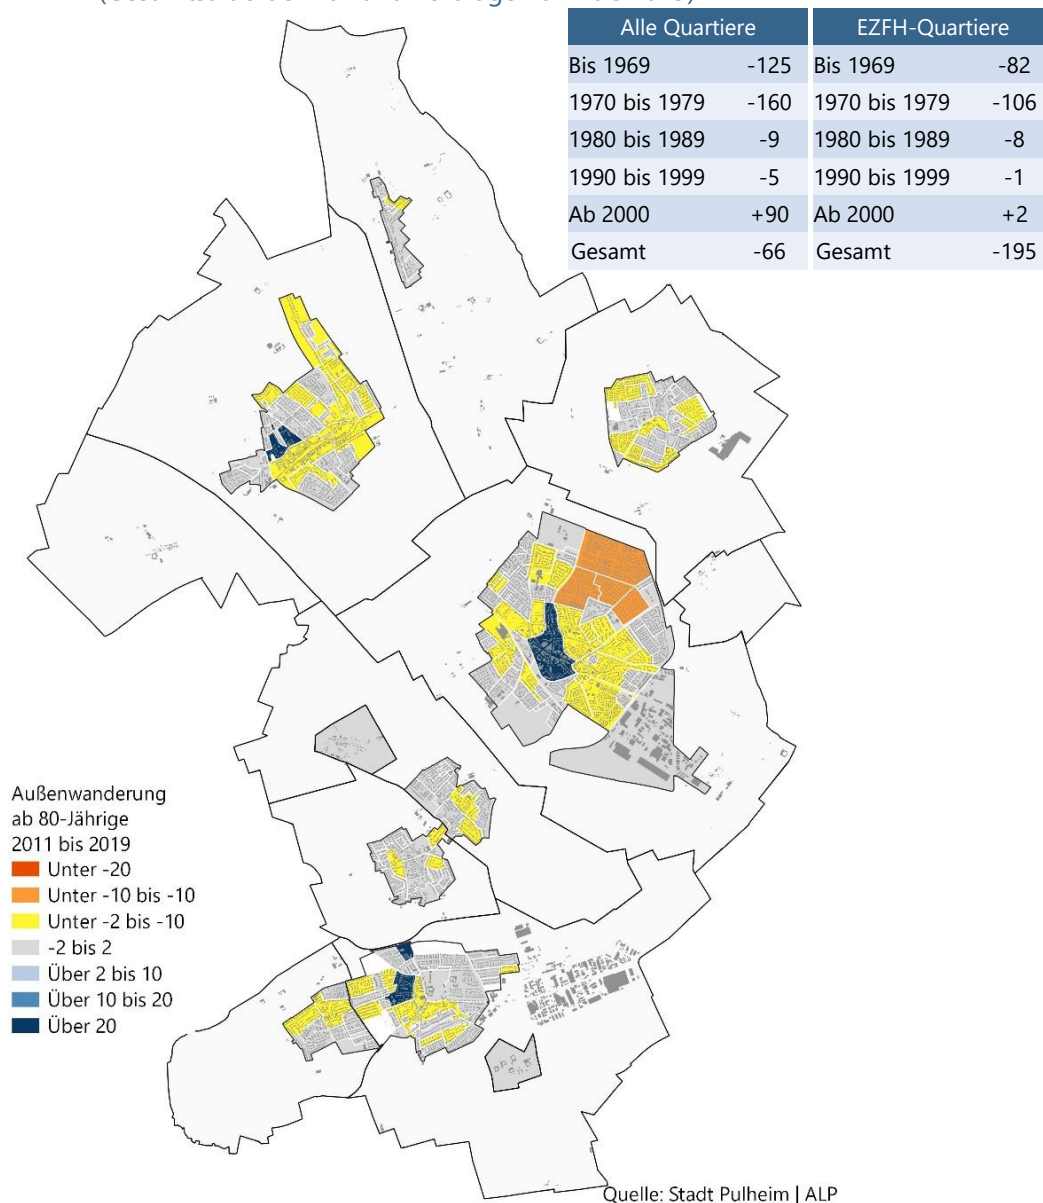 Alle Quartiere EZFH-Quartiere
Bis 1969 -125 Bis 1969 -82
1970 bis 1979 -160 1970 bis 1979 -106
1980 bis 1989 -9 1980 bis 1989 -8
1990 bis 1999 -5 1990 bis 1999 -1
Ab 2000 +90 Ab 2000 +2
Gesamt -66 Gesamt -195
Außenwanderung
ab 80-Jährige
2011 bis 2019
Unter -20
Unter -10 bis -10
Unter -2 bis -10
-2 bis 2
Über 2 bis 10
Über 10 bis 20
Über 20
Quelle: Stadt Pulheim | ALP